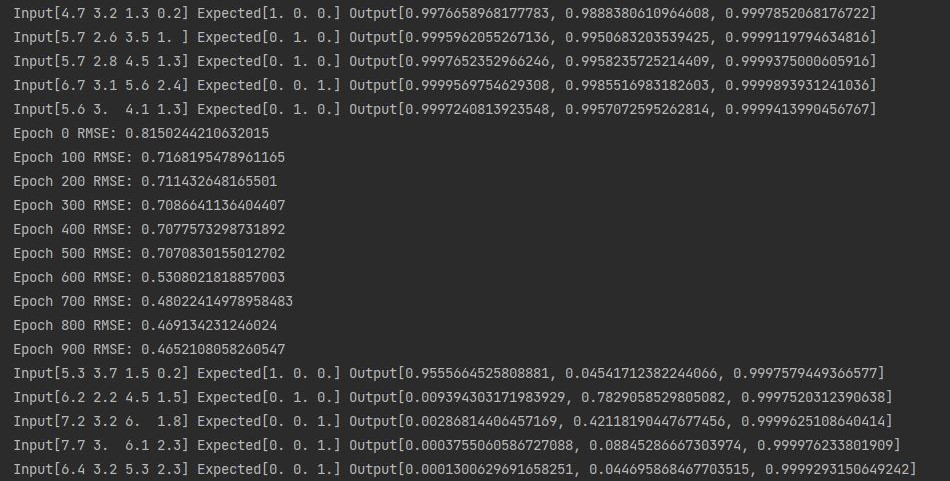 Input[4.7 3.2 1.3 0.2] Expected[1. 0. 0.] Output[0.9976658968177783, 0.9888380610964608, 0.9997852068176722]
Input[5.7 2.6 3.5 1. ] Expected[0. 1. 0.] Output[0.9995962055267136, 0.9950683203539425, 0.9999119794634816]
Input[5.7 2.8 4.5 1.3] Expected[0. 1. 0.] Output[0.9997652352966246, 0.9958235725214409, 0.9999375000605916]
Input[6.7 3.1 5.6 2.4] Expected[0. 0. 1.] Output[0.9999569754629308, 0.9985516983182603, 0.9999893931241036]
Input[5.6 3.  4.1 1.3] Expected[0. 1. 0.] Output[0.9997240813923548, 0.9957072595262814, 0.9999413990456767]
Epoch 0 RMSE: 0.8150244210632015
Epoch 100 RMSE: 0.7168195478961165
Epoch 200 RMSE: 0.711432648165501
Epoch 300 RMSE: 0.7086641136404407
Epoch 400 RMSE: 0.7077573298731892
Epoch 500 RMSE: 0.7070830155012702
Epoch 600 RMSE: 0.5308021818857003
Epoch 700 RMSE: 0.48022414978958483
Epoch 800 RMSE: 0.469134231246024
Epoch 900 RMSE: 0.4652108058260547
Input[5.3 3.7 1.5 0.2] Expected[1. 0. 0.] Output[0.9555664525808881, 0.04541712382244066, 0.9997579449366577]
Input[6.2 2.2 4.5 1.5] Expected[0. 1. 0.] Output[0.009394303171983929, 0.7829058529805082, 0.9997520312390638]
Input[7.2 3.2 6.  1.8] Expected[0. 0. 1.] Output[0.00286814406457169, 0.42118190447677456, 0.9999625108640414]
Input[7.7 3.  6.1 2.3] Expected[0. 0. 1.] Output[0.0003755060586727088, 0.08845286667303974, 0.999976233801909]
Input[6.4 3.2 5.3 2.3] Expected[0. 0. 1.] Output[0.0001300629691658251, 0.044695868467703515, 0.9999293150649242]